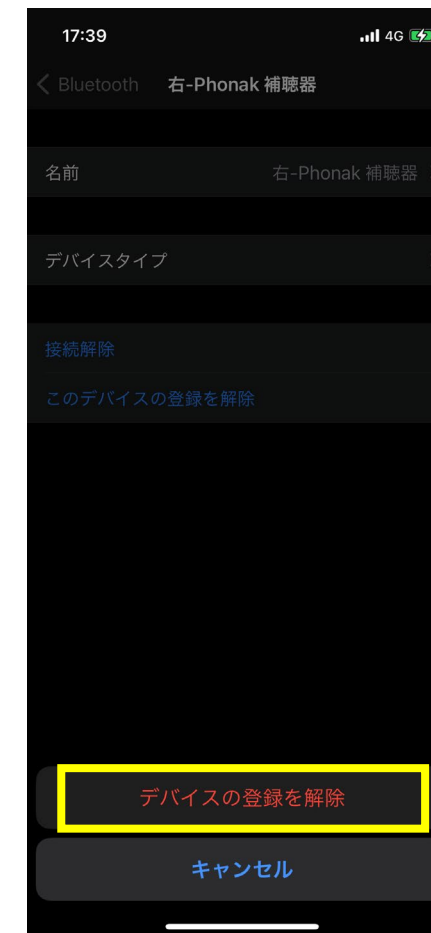 17:39 4G
Bluetooth 右-Phonak 補聴器
名前 右-Phonak 補聴器
デバイスタイプ
接続解除
このデバイスの登録を解除
デバイスの登録を解除
キャンセル